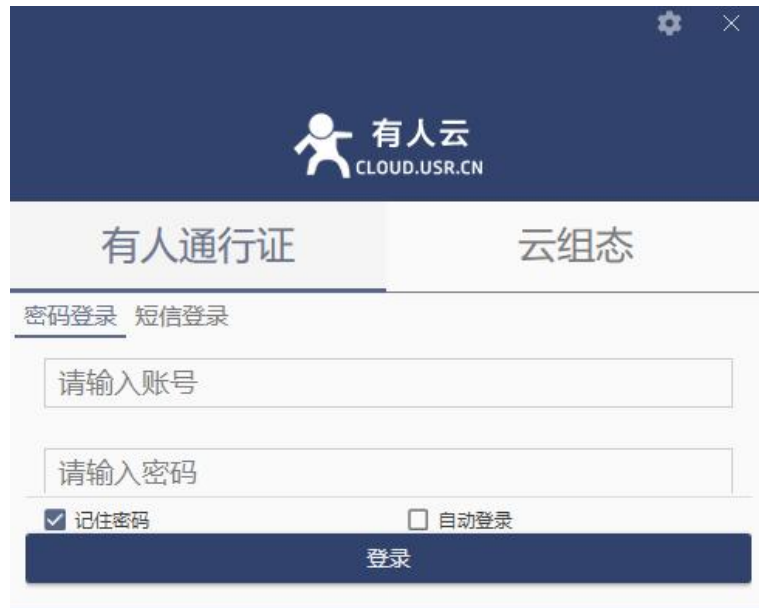 有人云
CLOUD.USR.CN
有人通行证 云组态
密码登录 短信登录
请输入账号
请输入密码
记住密码 自动登录
登录